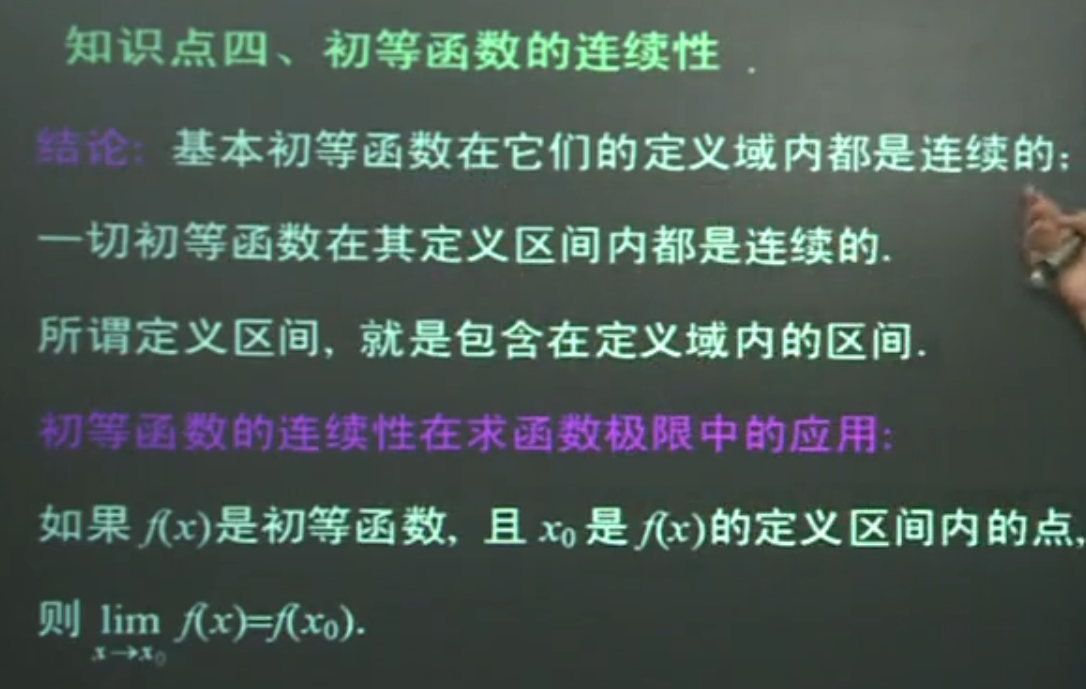 知识点四、初等函数的连续性.
结论: 基本初等函数在它们的定义域内都是连续的;
一切初等函数在其定义区间内都是连续的.
所谓定义区间, 就是包含在定义域内的区间.
初等函数的连续性在求函数极限中的应用:
如果 f(x)是初等函数, 且 x₀ 是 f(x)的定义区间内的点,
则 lim f(x)=f(x₀).
x→x₀